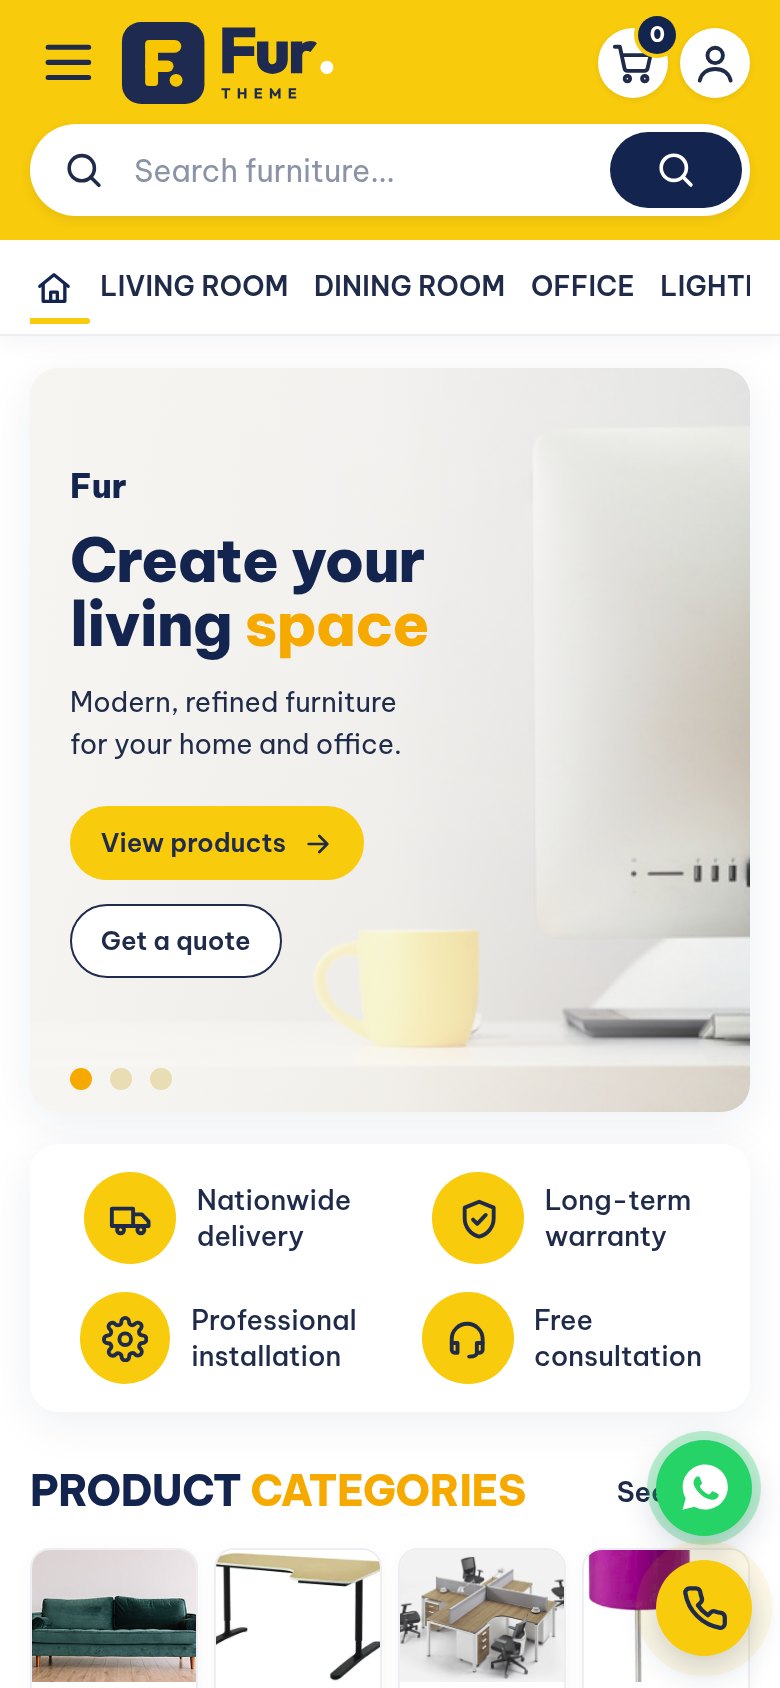 F.
Fur.
THEME
0
Search furniture...
LIVING ROOM DINING ROOM OFFICE
Fur
Create your
living space
Modern, refined furniture
for your home and office.
View products
Get a quote
Nationwide
delivery
Long-term
warranty
Professional
installation
Free
consultation
PRODUCT CATEGORIES